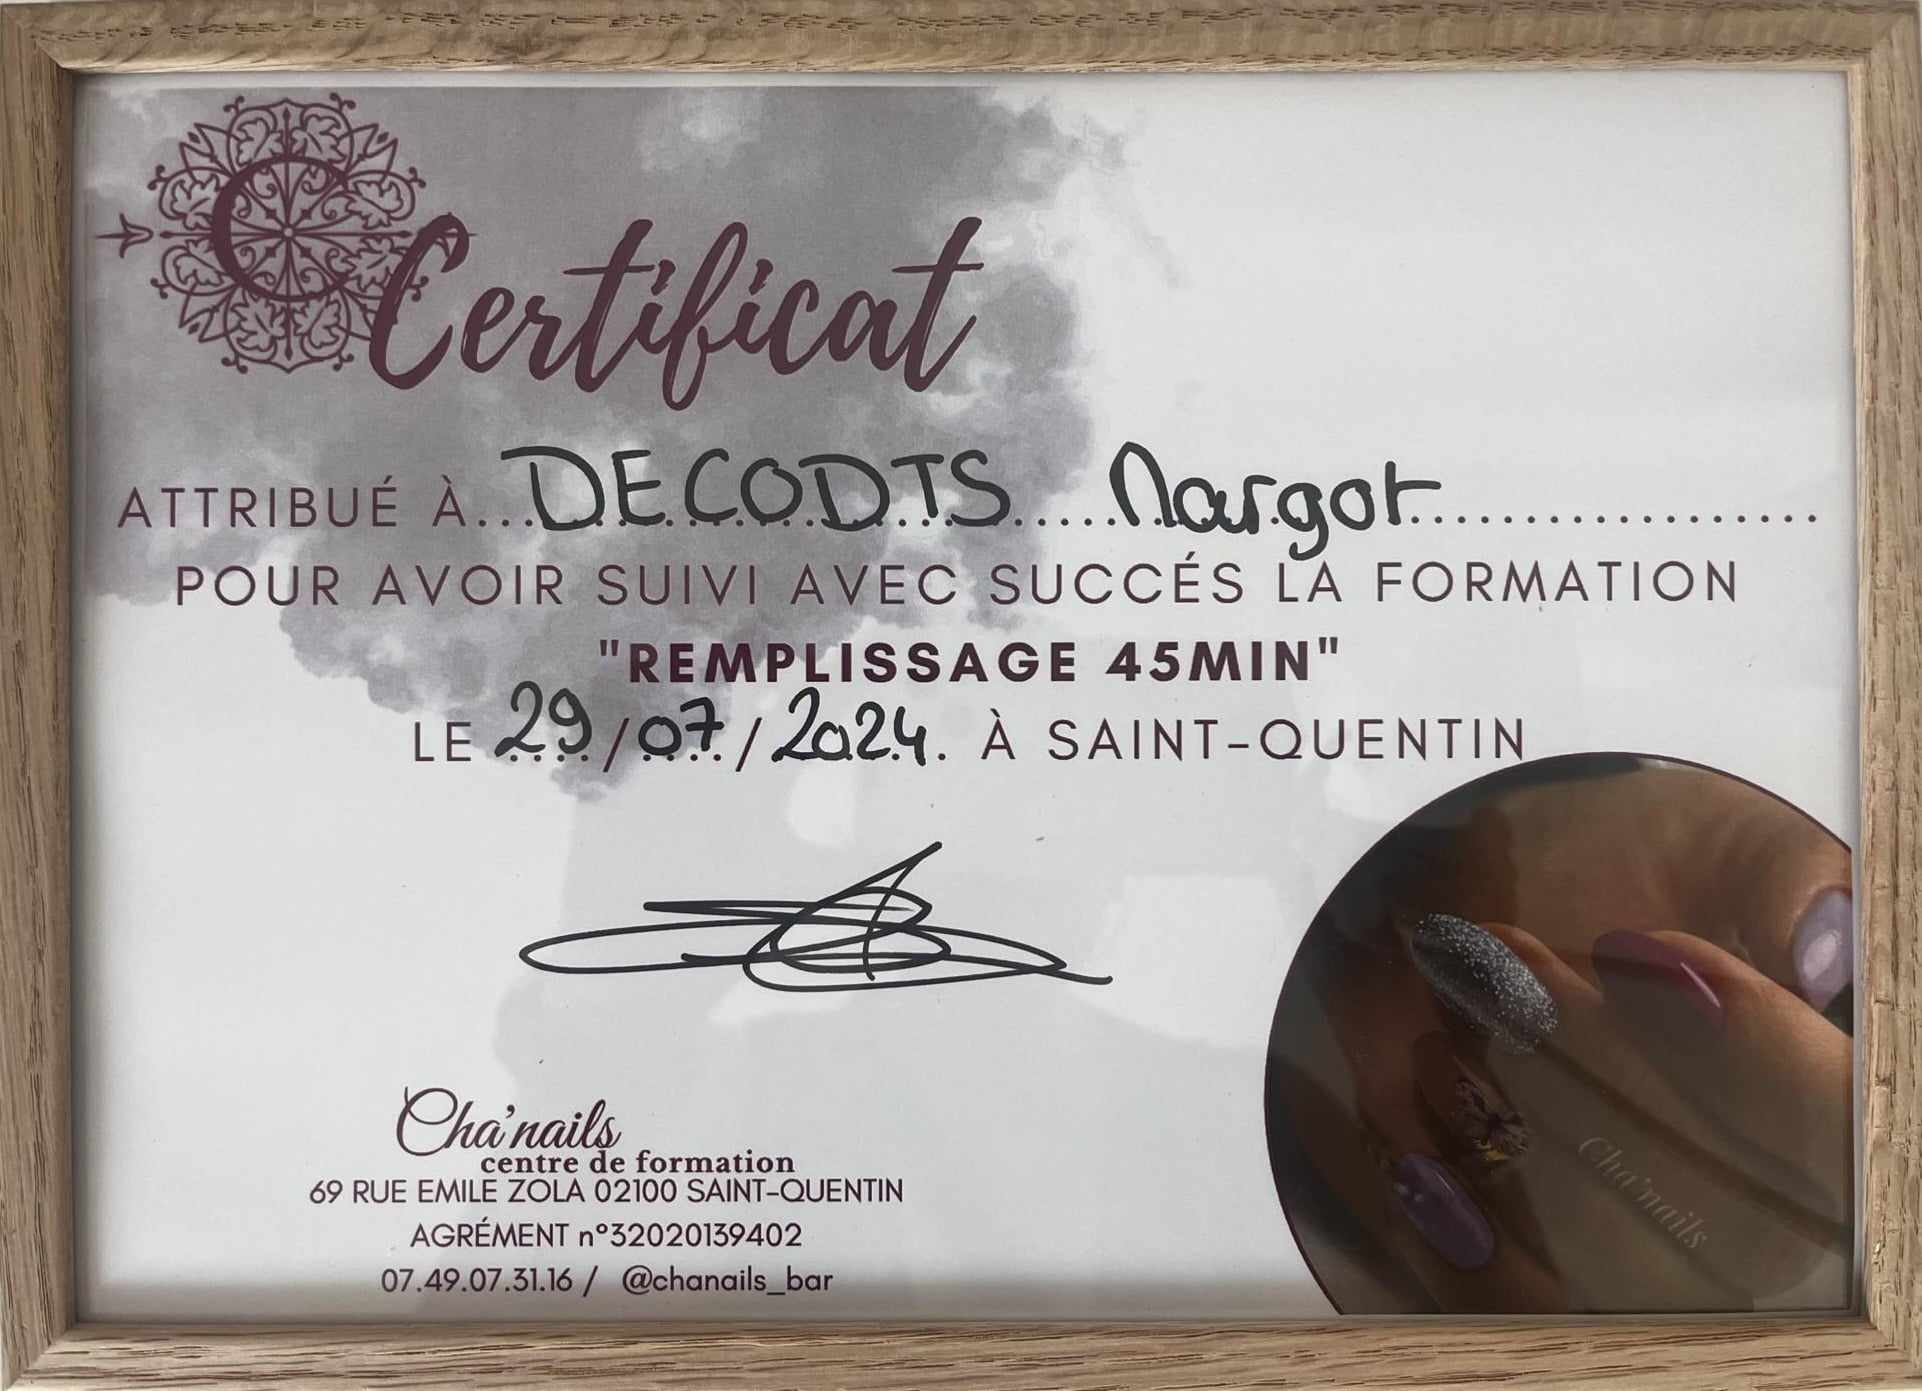 Certificat
ATTRIBUÉ À...DECODTS Margot..................
POUR AVOIR SUIVI AVEC SUCCÉS LA FORMATION
"REMPLISSAGE 45MIN"
LE 29/07/2024. À SAINT-QUENTIN
Cha'nails
centre de formation
69 RUE EMILE ZOLA 02100 SAINT-QUENTIN
AGRÉMENT n°32020139402
07.49.07.31.16 / @chanails_bar
Cha'nails